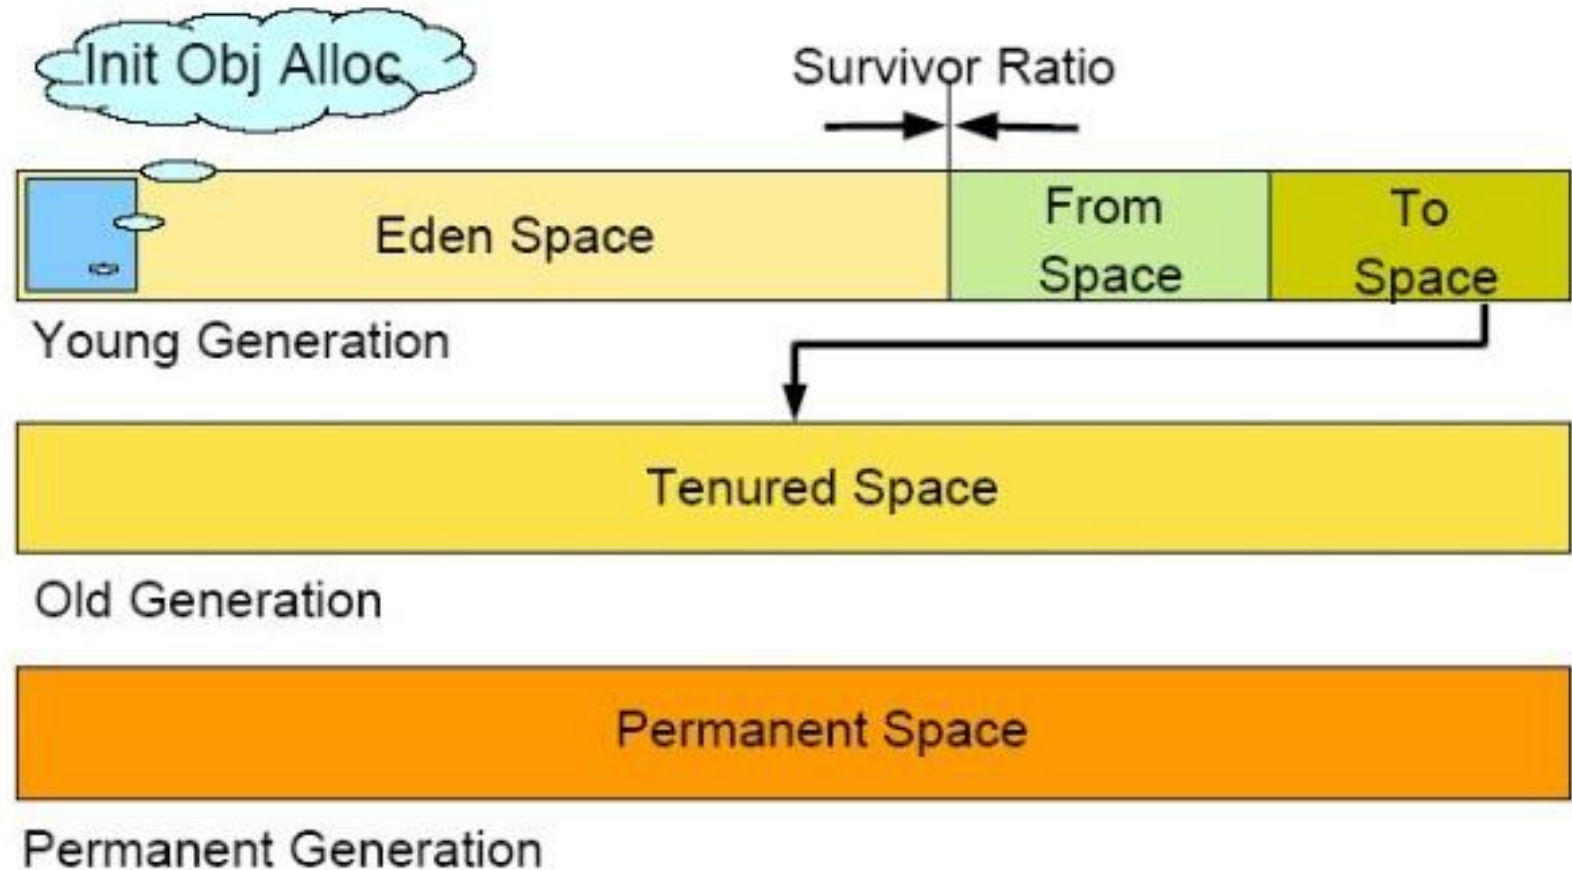 Init Obj Alloc
Survivor Ratio
Eden Space
From
Space
To
Space
Young Generation
Tenured Space
Old Generation
Permanent Space
Permanent Generation